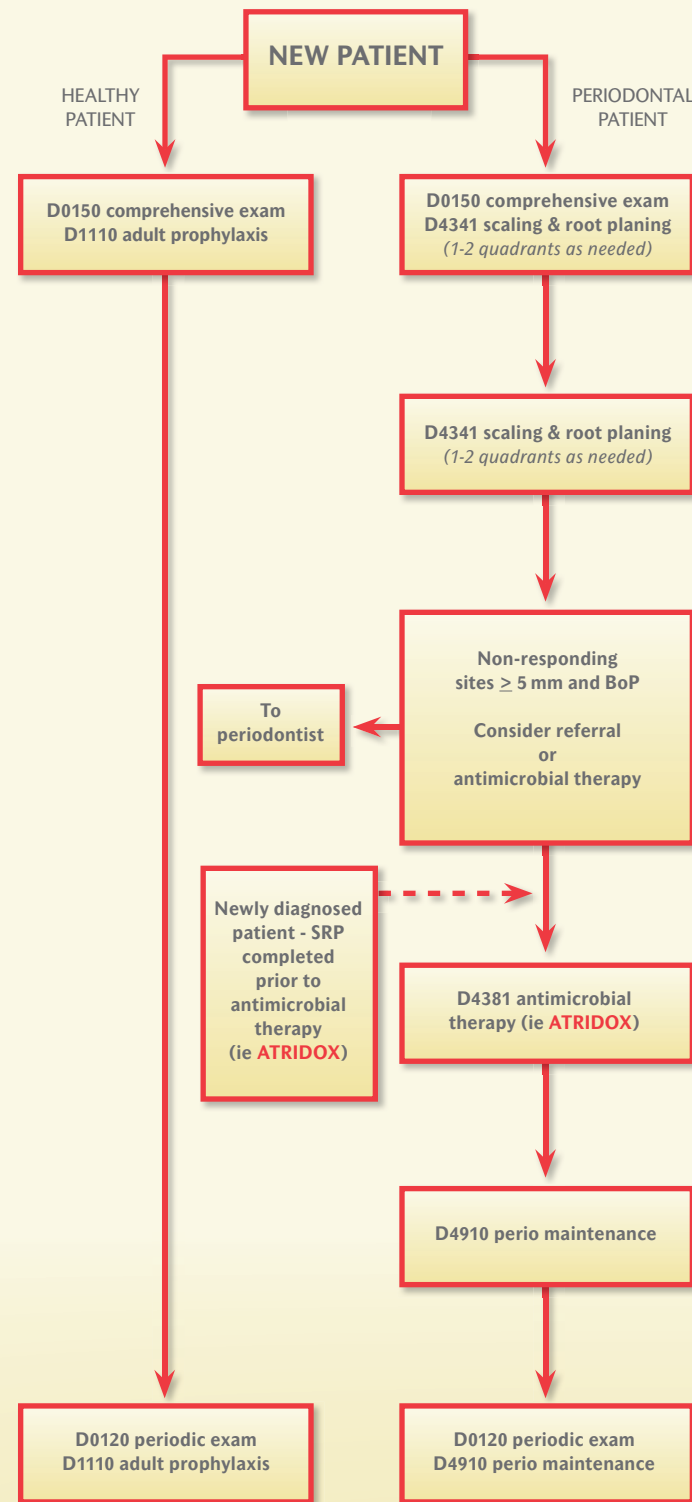 NEW PATIENT
HEALTHY
PATIENT
PERIODONTAL
PATIENT
D0150 comprehensive exam
D1110 adult prophylaxis
D0150 comprehensive exam
D4341 scaling & root planing
(1-2 quadrants as needed)
D4341 scaling & root planing
(1-2 quadrants as needed)
Non-responding
sites ≥ 5 mm and BoP
Consider referral
or
antimicrobial therapy
To
periodontist
Newly diagnosed
patient - SRP
completed
prior to
antimicrobial
therapy
(ie ATRIDOX)
D4381 antimicrobial
therapy (ie ATRIDOX)
D4910 perio maintenance
D0120 periodic exam
D1110 adult prophylaxis
D0120 periodic exam
D4910 perio maintenance